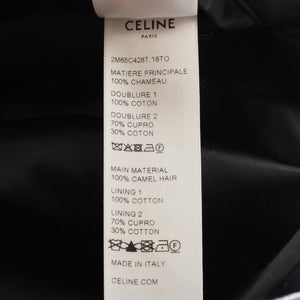 CELINE
PARIS
2M65C428T.18TO
MATIERE PRINCIPALE
100% CHAMEAU
DOUBLURE 1
100% COTON
DOUBLURE 2
70% CUPRO
30% COTON
MAIN MATERIAL
100% CAMEL HAIR
LINING 1
100% COTTON
LINING 2
70% CUPRO
30% COTTON
MADE IN ITALY
CELINE.COM